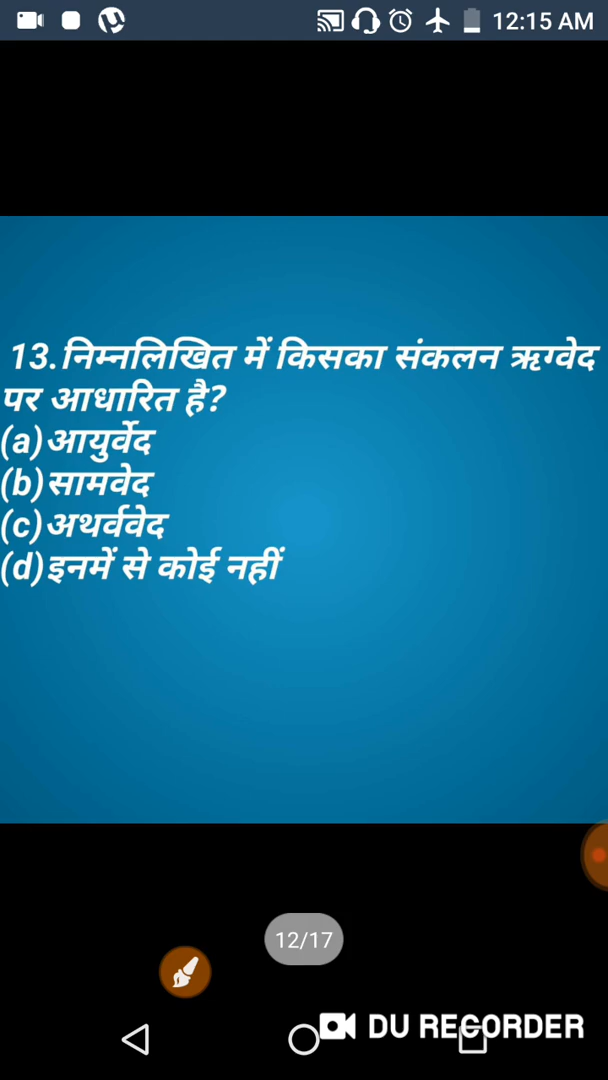 12:15 AM
13.निम्नलिखित में किसका संकलन ऋग्वेद
पर आधारित है?
(a)आयुर्वेद
(b)सामवेद
(c)अथर्ववेद
(d)इनमें से कोई नहीं
12/17
DU RECORDER